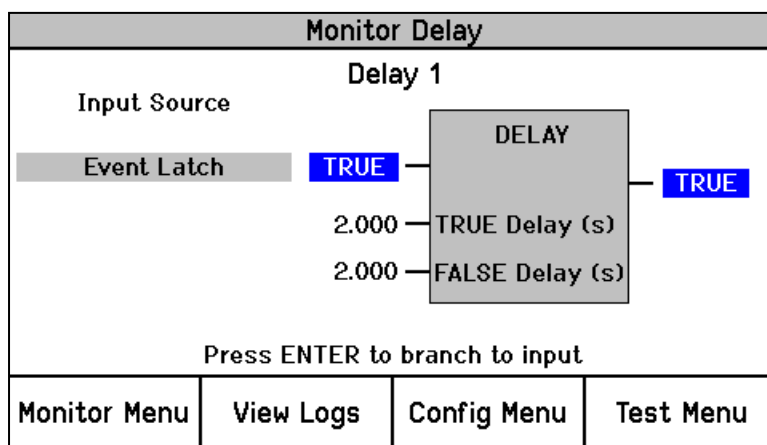 Monitor Delay
Delay 1
Input Source
DELAY
Event Latch TRUE
TRUE
2.000 TRUE Delay (s)
2.000 FALSE Delay (s)
Press ENTER to branch to input
Monitor Menu View Logs Config Menu Test Menu